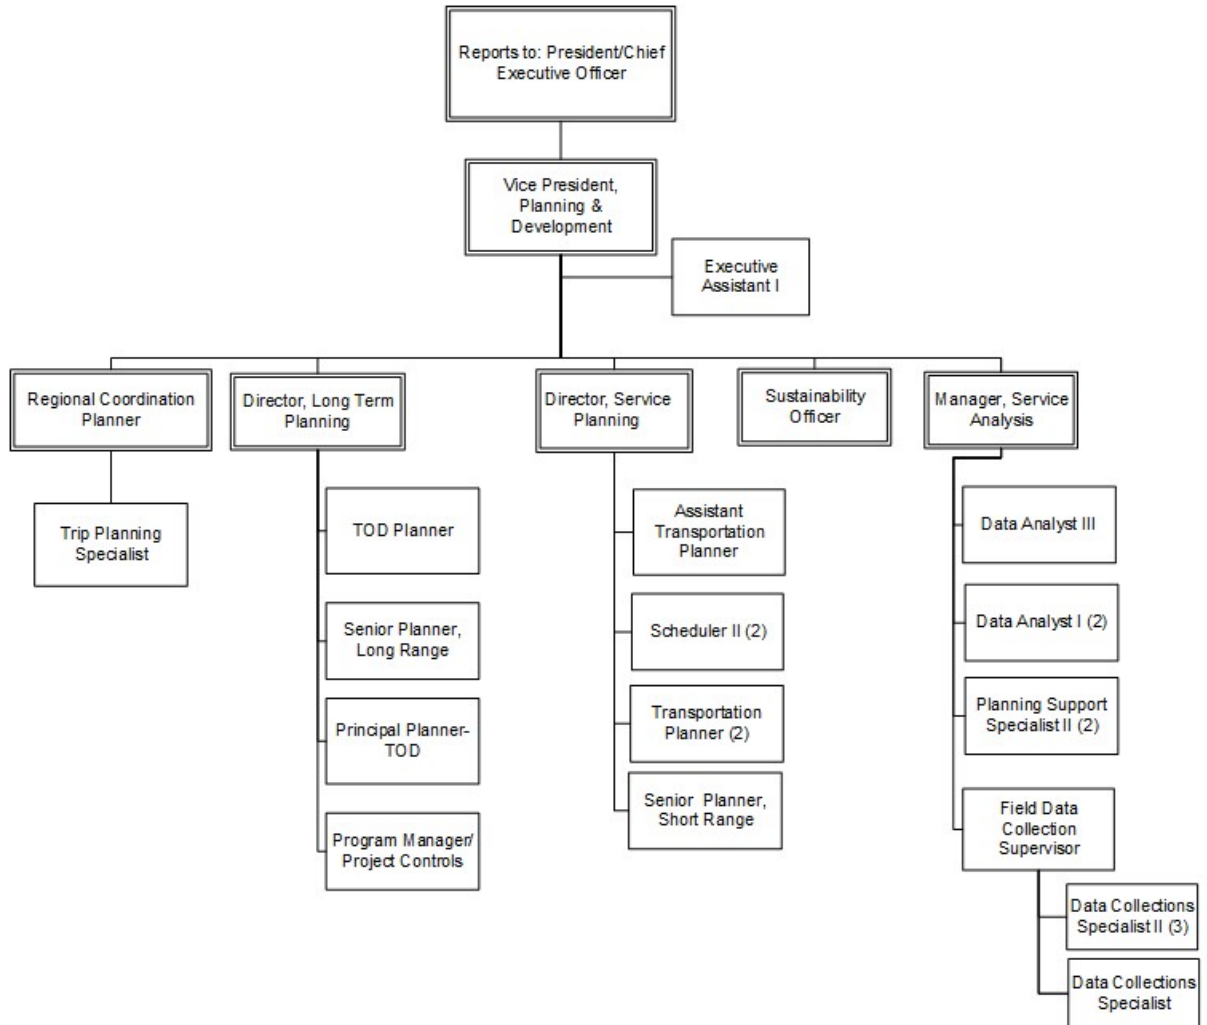 Reports to: President/Chief
Executive Officer
Vice President,
Planning &
Development
Executive
Assistant I
Regional Coordination
Planner
Director, Long Term
Planning
Director, Service
Planning
Sustainability
Officer
Manager, Service
Analysis
Trip Planning
Specialist
TOD Planner
Senior Planner,
Long Range
Principal Planner-
TOD
Program Manager/
Project Controls
Assistant
Transportation
Planner
Scheduler II (2)
Transportation
Planner (2)
Senior Planner,
Short Range
Data Analyst III
Data Analyst I (2)
Planning Support
Specialist II (2)
Field Data
Collection
Supervisor
Data Collections
Specialist II (3)
Data Collections
Specialist